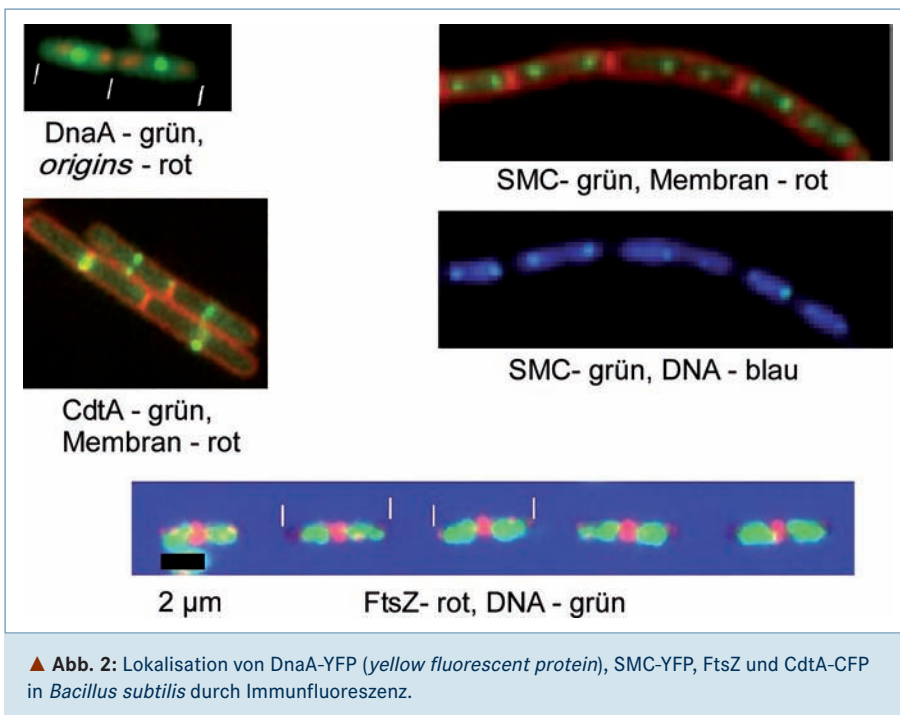 DnaA - grün,
origins - rot
SMC- grün, Membran - rot
CdtA - grün,
Membran - rot
SMC- grün, DNA - blau
2 µm
FtsZ- rot, DNA - grün
▲ Abb. 2: Lokalisation von DnaA-YFP (yellow fluorescent protein), SMC-YFP, FtsZ und CdtA-CFP
in Bacillus subtilis durch Immunfluoreszenz.